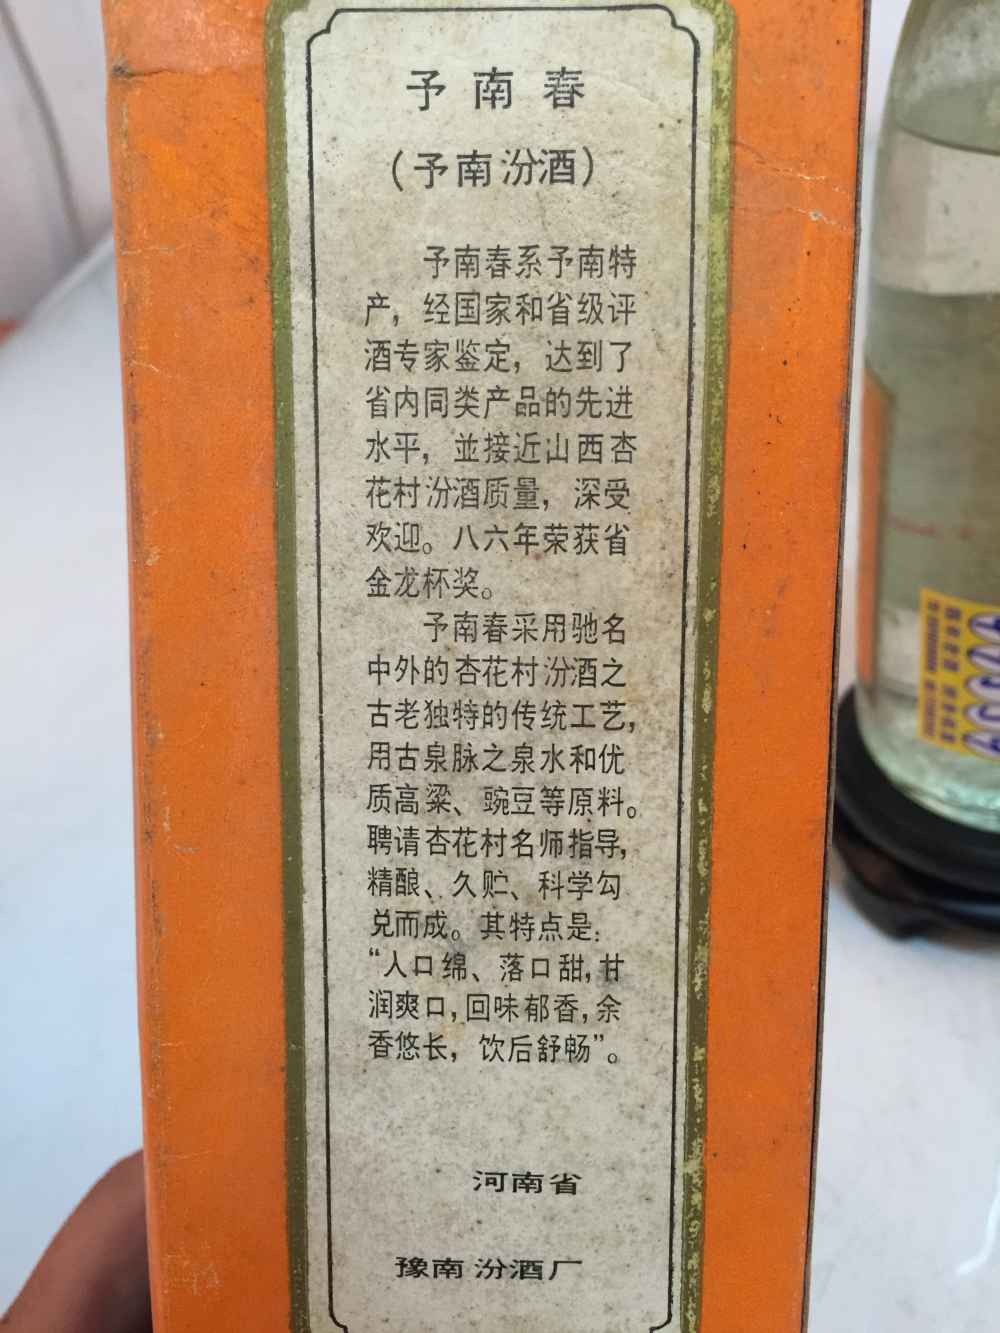 予南春
(予南汾酒)
予南春系予南特
产，经国家和省级评
酒专家鉴定，达到了
省内同类产品的先进
水平，並接近山西杏
花村汾酒质量，深受
欢迎。八六年荣获省
金龙杯奖。
予南春采用驰名
中外的杏花村汾酒之
古老独特的传统工艺，
用古泉脉之泉水和优
质高粱、豌豆等原料。
聘请杏花村名师指导，
精酿、久贮、科学勾
兑而成。其特点是：
“入口绵、落口甜，甘
润爽口，回味郁香，余
香悠长，饮后舒畅”。
河南省
豫南汾酒厂